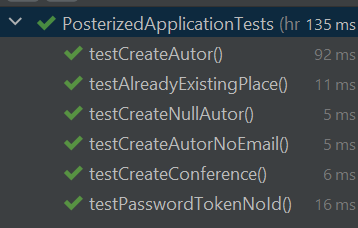 PosterizedApplicationTests (hr 135 ms
testCreateAutor() 92 ms
testAlreadyExistingPlace() 11 ms
testCreateNullAutor() 5 ms
testCreateAutorNoEmail() 5 ms
testCreateConference() 6 ms
testPasswordTokenNoId() 16 ms